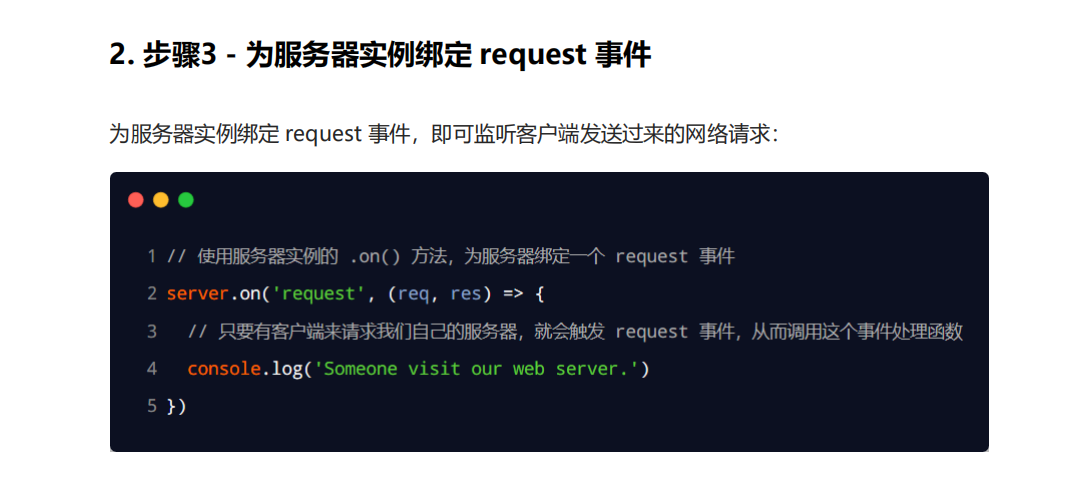 2. 步骤3 - 为服务器实例绑定 request 事件
为服务器实例绑定 request 事件，即可监听客户端发送过来的网络请求：
1 // 使用服务器实例的 .on() 方法，为服务器绑定一个 request 事件
2 server.on('request', (req, res) => {
3   // 只要有客户端来请求我们自己的服务器，就会触发 request 事件，从而调用这个事件处理函数
4   console.log('Someone visit our web server.')
5 })